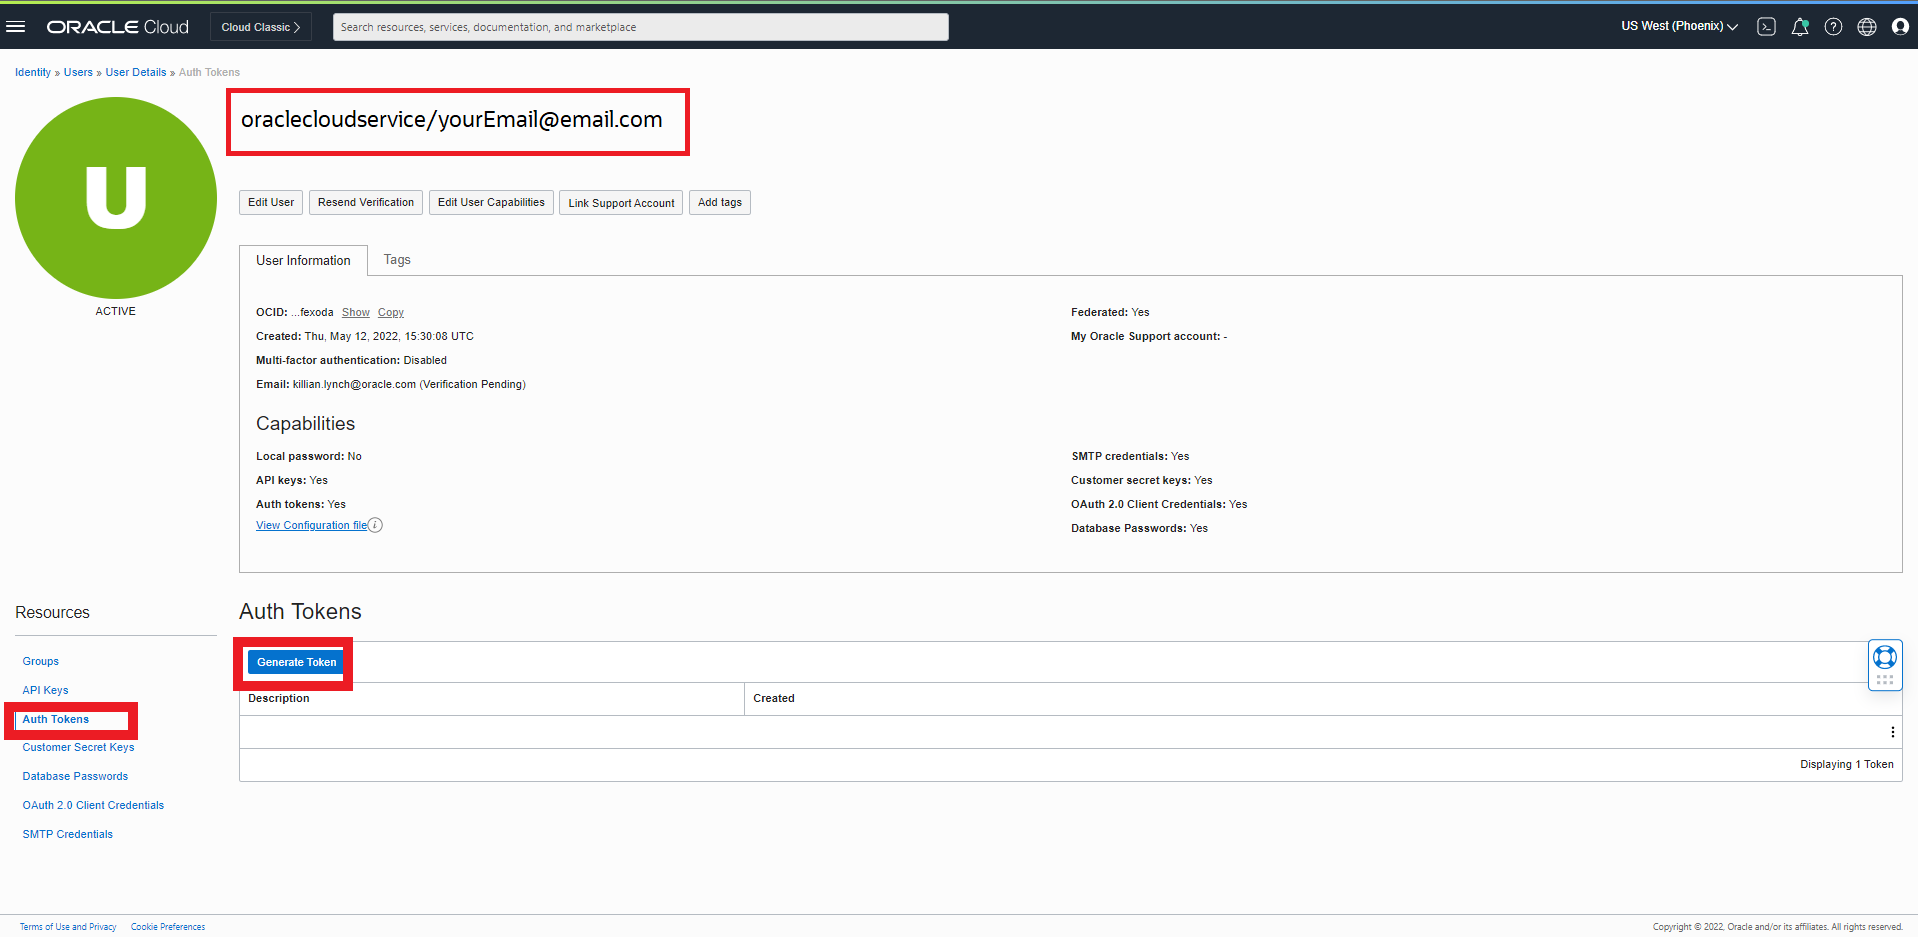 ORACLE Cloud
Cloud Classic >
Search resources, services, documentation, and marketplace
US West (Phoenix)
Identity » Users » User Details » Auth Tokens
U
ACTIVE
oraclecloudservice/yourEmail@email.com
Edit User
Resend Verification
Edit User Capabilities
Link Support Account
Add tags
User Information
Tags
OCID: ...fexoda Show Copy
Created: Thu, May 12, 2022, 15:30:08 UTC
Multi-factor authentication: Disabled
Email: killian.lynch@oracle.com (Verification Pending)
Federated: Yes
My Oracle Support account: -
Capabilities
Local password: No
API keys: Yes
Auth tokens: Yes
View Configuration file i
SMTP credentials: Yes
Customer secret keys: Yes
OAuth 2.0 Client Credentials: Yes
Database Passwords: Yes
Resources
Groups
API Keys
Auth Tokens
Customer Secret Keys
Database Passwords
OAuth 2.0 Client Credentials
SMTP Credentials
Auth Tokens
Generate Token
Description
Created
Displaying 1 Token
Terms of Use and Privacy
Cookie Preferences
Copyright © 2022, Oracle and/or its affiliates. All rights reserved.